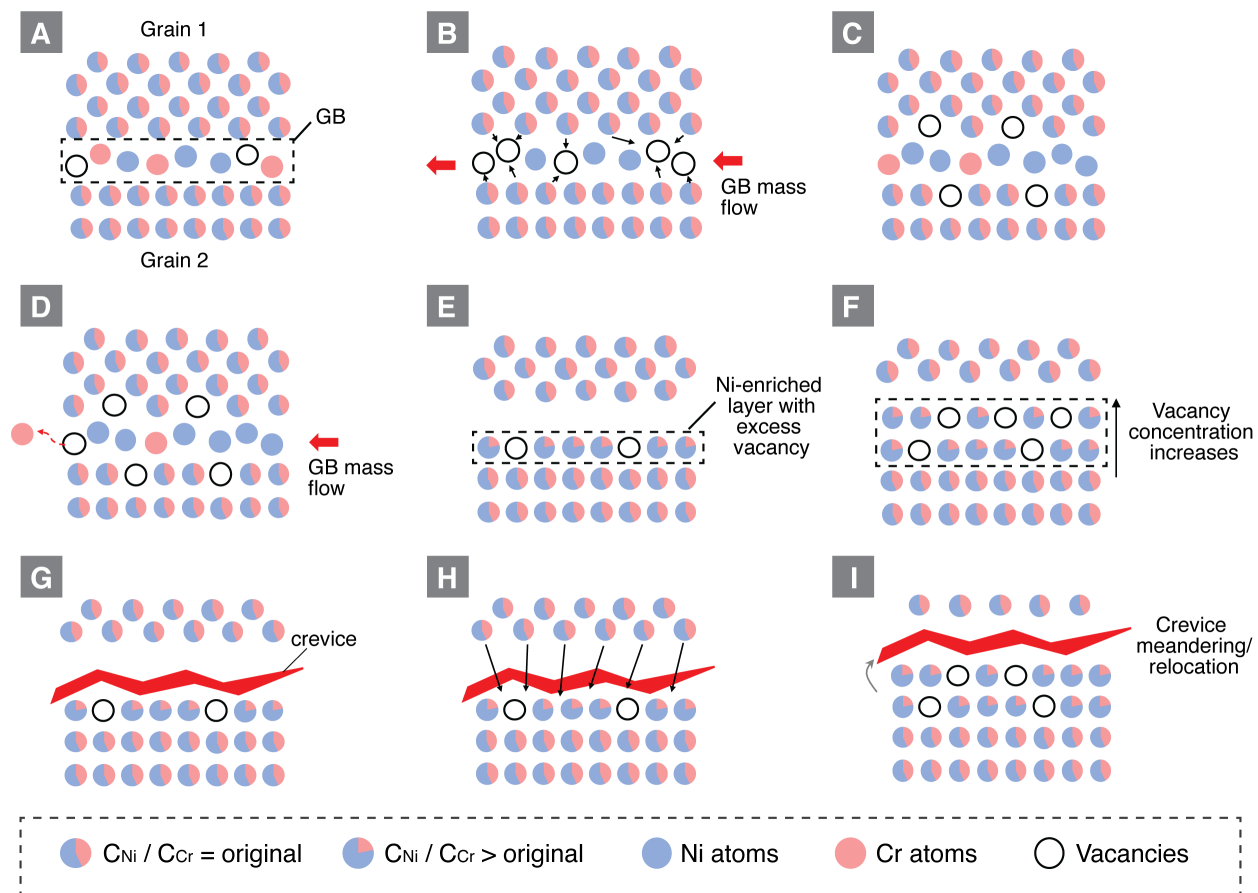 A
Grain 1
GB
Grain 2
B
GB mass
flow
C
D
GB mass
flow
E
Ni-enriched
layer with
excess
vacancy
F
Vacancy
concentration
increases
G
crevice
H
I
Crevice
meandering/
relocation
CNi / CCr = original
CNi / CCr > original
Ni atoms
Cr atoms
Vacancies